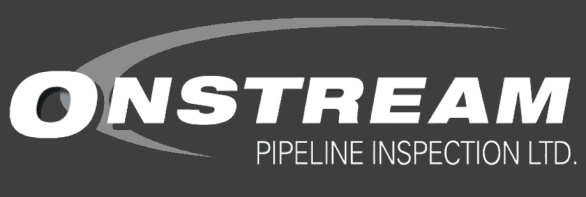 ONSTREAM
PIPELINE INSPECTION LTD.